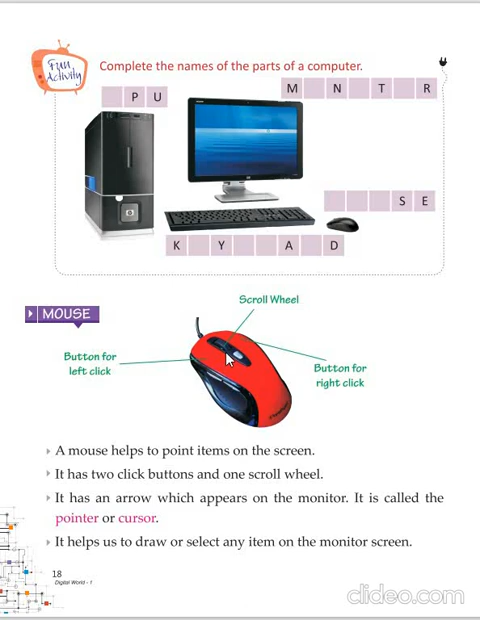 Fun
Activity
Complete the names of the parts of a computer.
P U
M N T R
S E
K Y A D
MOUSE
Scroll Wheel
Button for
left click
Button for
right click
A mouse helps to point items on the screen.
It has two click buttons and one scroll wheel.
It has an arrow which appears on the monitor. It is called the
pointer or cursor.
It helps us to draw or select any item on the monitor screen.
18
Digital World - 1
clideo.com